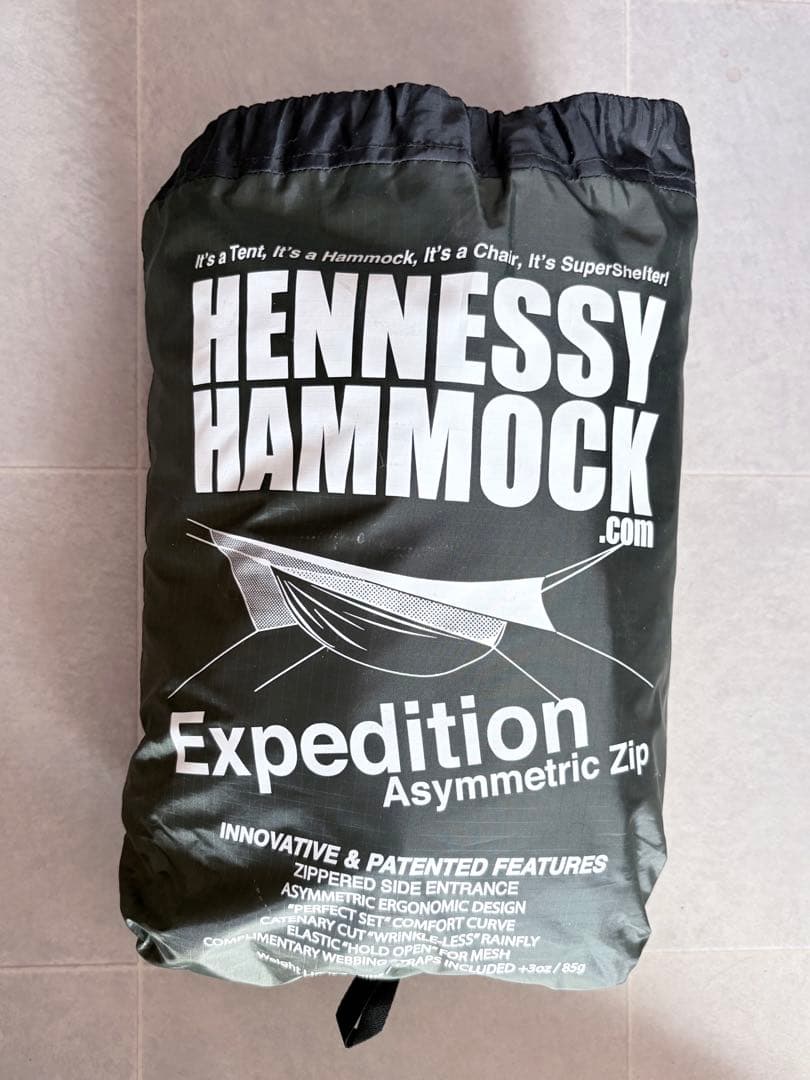 It's a Tent, It's a Hammock, It's a Chair, It's SuperShelter!
HENNESSY
HAMMOCK
.com
Expedition
Asymmetric Zip
INNOVATIVE & PATENTED FEATURES
ZIPPERED SIDE ENTRANCE
ASYMMETRIC ERGONOMIC DESIGN
"PERFECT SET" COMFORT CURVE
CATENARY CUT "WRINKLE-LESS" RAINFLY
ELASTIC "HOLD OPEN" FOR MESH
COMPLIMENTARY WEBBING STRAPS INCLUDED +3oz / 85g
Weight